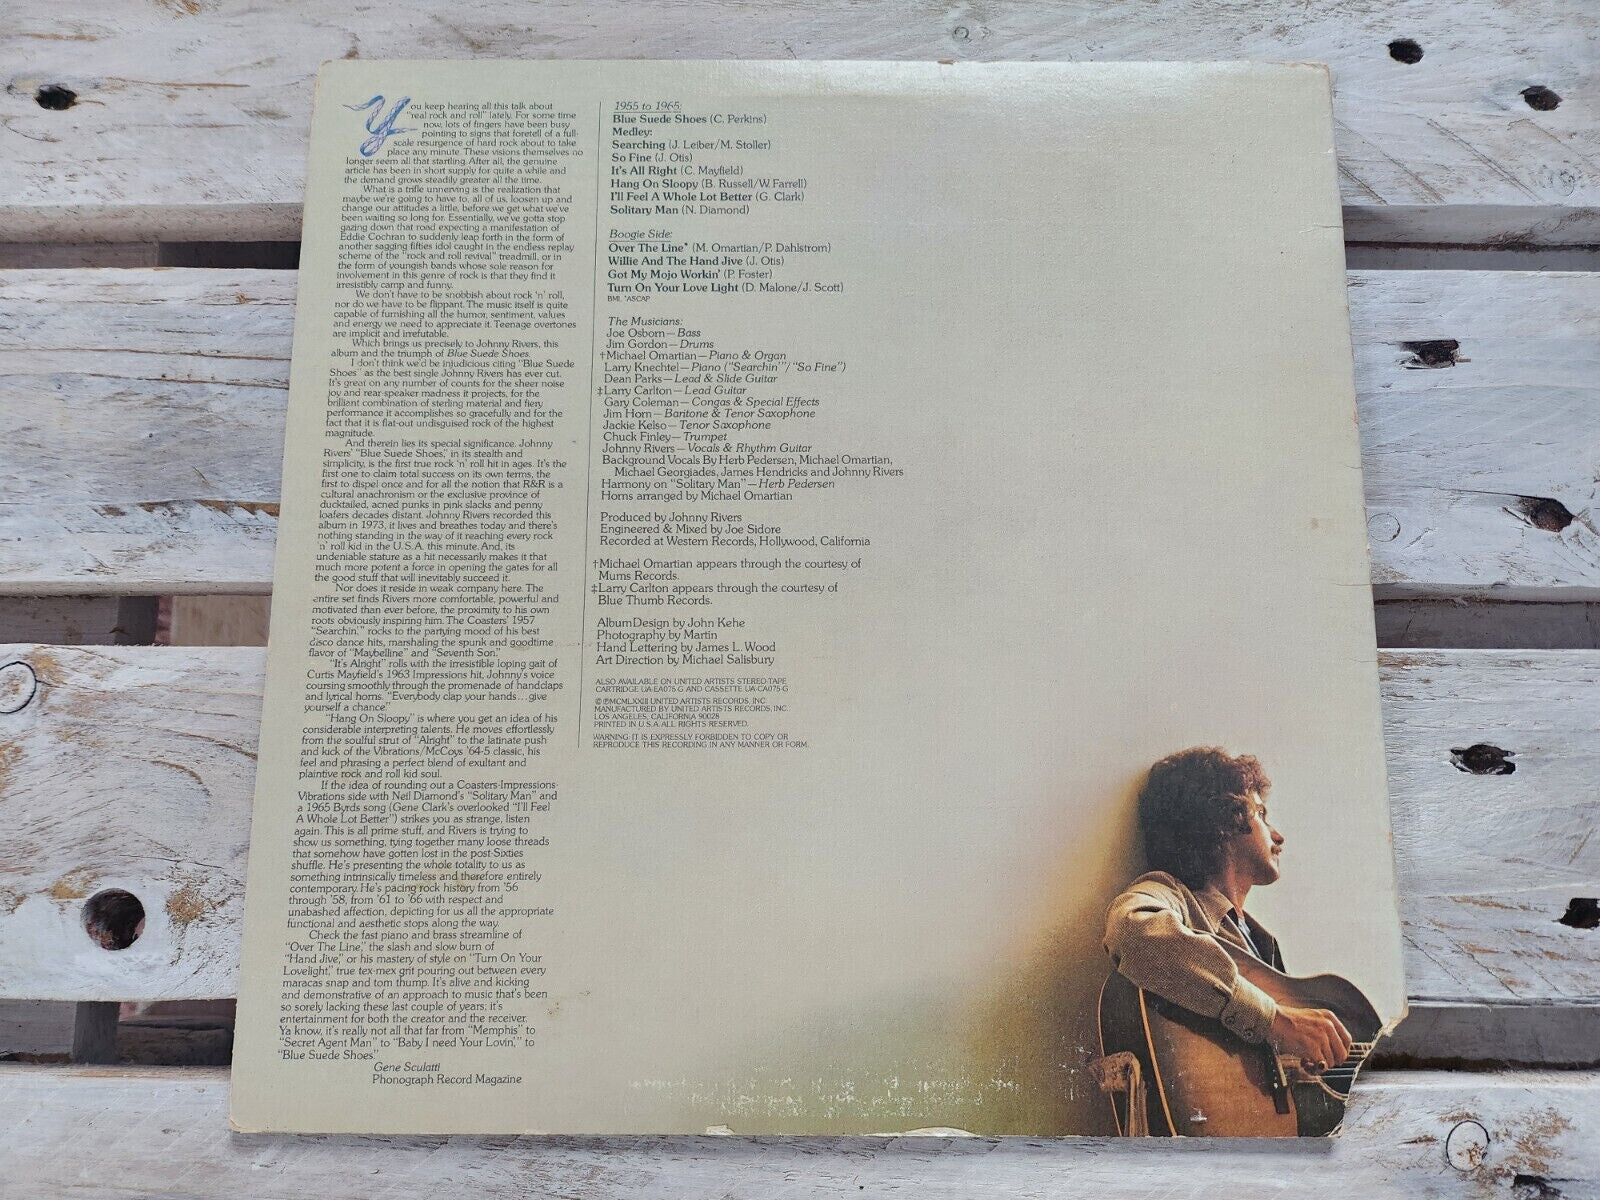 You keep hearing all this talk about
"real rock and roll" lately. For some time
now, lots of fingers have been busy
pointing to signs that foretell of a full-
scale resurgence of hard rock about to take
place any minute. These visions themselves no
longer seem all that startling. After all, the genuine
article has been in short supply for quite a while and
the demand grows steadily greater all the time.
What is a trifle unnerving is the realization that
maybe we're going to have to, all of us, loosen up and
change our attitudes a little, before we get what we've
been waiting so long for. Essentially, we've gotta stop
gazing down that road expecting a manifestation of
Eddie Cochran to suddenly leap forth in the form of
another sagging fifties idol caught in the endless replay
scheme of the "rock and roll revival" treadmill, or in
the form of youngish bands whose sole reason for
involvement in this genre of rock is that they find it
irresistibly camp and funny.
We don't have to be snobbish about rock 'n' roll,
nor do we have to be flippant. The music itself is quite
capable of furnishing all the humor, sentiment, values
and energy we need to appreciate it. Teenage overtones
are implicit and irrefutable.
Which brings us precisely to Johnny Rivers, this
album and the triumph of Blue Suede Shoes.
I don't think we'd be injudicious citing "Blue Suede
Shoes" as the best single Johnny Rivers has ever cut.
It's great on any number of counts for the sheer noise
joy and rear-speaker madness it projects, for the
brilliant combination of sterling material and fiery
performance it accomplishes so gracefully and for the
fact that it is flat-out undisguised rock of the highest
magnitude.
And therein lies its special significance. Johnny
Rivers' "Blue Suede Shoes," in its stealth and
simplicity, is the first true rock 'n' roll hit in ages. It's the
first one to claim total success on its own terms, the
first to dispel once and for all the notion that R&R is a
cultural anachronism or the exclusive province of
ducktailed, acned punks in pink slacks and penny
loafers decades distant. Johnny Rivers recorded this
album in 1973, it lives and breathes today and there's
nothing standing in the way of it reaching every rock
'n' roll kid in the U.S.A. this minute. And, its
undeniable stature as a hit necessarily makes it that
much more potent a force in opening the gates for all
the good stuff that will inevitably succeed it.
Nor does it reside in weak company here. The
entire set finds Rivers more comfortable, powerful and
motivated than ever before, the proximity to his own
roots obviously inspiring him. The Coasters' 1957
"Searchin'," rocks to the partying mood of his best
disco dance hits, marshaling the spunk and goodtime
flavor of "Maybelline" and "Seventh Son."
"It's Alright" rolls with the irresistible loping gait of
Curtis Mayfield's 1963 Impressions hit, Johnny's voice
coursing smoothly through the promenade of handclaps
and lyrical horns. "Everybody clap your hands...give
yourself a chance."
"Hang On Sloopy" is where you get an idea of his
considerable interpreting talents. He moves effortlessly
from the soulful strut of "Alright" to the latinate push
and kick of the Vibrations/McCoys '64-5 classic, his
feel and phrasing a perfect blend of exultant and
plaintive rock and roll kid soul.
If the idea of rounding out a Coasters-Impressions-
Vibrations side with Neil Diamond's "Solitary Man" and
a 1965 Byrds song (Gene Clark's overlooked "I'll Feel
A Whole Lot Better") strikes you as strange, listen
again. This is all prime stuff, and Rivers is trying to
show us something, tying together many loose threads
that somehow have gotten lost in the post-Sixties
shuffle. He's presenting the whole totality to us as
something intrinsically timeless and therefore entirely
contemporary. He's pacing rock history from '56
through '58, from '61 to '66 with respect and
unabashed affection, depicting for us all the appropriate
functional and aesthetic stops along the way.
Check the fast piano and brass streamline of
"Over The Line," the slash and slow burn of
"Hand Jive," or his mastery of style on "Turn On Your
Lovelight," true tex-mex grit pouring out between every
maracas snap and tom thump. It's alive and kicking
and demonstrative of an approach to music that's been
so sorely lacking these last couple of years; it's
entertainment for both the creator and the receiver.
Ya know, it's really not all that far from "Memphis" to
"Secret Agent Man" to "Baby I need Your Lovin'," to
"Blue Suede Shoes."
Gene Sculatti
Phonograph Record Magazine
1955 to 1965:
Blue Suede Shoes (C. Perkins)
Medley:
Searching (J. Leiber/M. Stoller)
So Fine (J. Otis)
It's All Right (C. Mayfield)
Hang On Sloopy (B. Russell/W. Farrell)
I'll Feel A Whole Lot Better (G. Clark)
Solitary Man (N. Diamond)
Boogie Side:
Over The Line* (M. Omartian/P. Dahlstrom)
Willie And The Hand Jive (J. Otis)
Got My Mojo Workin' (P. Foster)
Turn On Your Love Light (D. Malone/J. Scott)
BMI, *ASCAP
The Musicians:
Joe Osborn—Bass
Jim Gordon—Drums
†Michael Omartian—Piano & Organ
Larry Knechtel—Piano ("Searchin'"/"So Fine")
Dean Parks—Lead & Slide Guitar
‡Larry Carlton—Lead Guitar
Gary Coleman—Congas & Special Effects
Jim Horn—Baritone & Tenor Saxophone
Jackie Kelso—Tenor Saxophone
Chuck Finley—Trumpet
Johnny Rivers—Vocals & Rhythm Guitar
Background Vocals By Herb Pedersen, Michael Omartian,
Michael Georgiades, James Hendricks and Johnny Rivers
Harmony on "Solitary Man"—Herb Pedersen
Horns arranged by Michael Omartian
Produced by Johnny Rivers
Engineered & Mixed by Joe Sidore
Recorded at Western Records, Hollywood, California
†Michael Omartian appears through the courtesy of
Mums Records.
‡Larry Carlton appears through the courtesy of
Blue Thumb Records.
Album Design by John Kehe
Photography by Martin
Hand Lettering by James L. Wood
Art Direction by Michael Salisbury
ALSO AVAILABLE ON UNITED ARTISTS STEREO-TAPE
CARTRIDGE UA-EA075-G AND CASSETTE UA-CA075-G
©℗MCMLXXIII UNITED ARTISTS RECORDS, INC.
MANUFACTURED BY UNITED ARTISTS RECORDS, INC.
LOS ANGELES, CALIFORNIA 90028
PRINTED IN U.S.A. ALL RIGHTS RESERVED.
WARNING: IT IS EXPRESSLY FORBIDDEN TO COPY OR
REPRODUCE THIS RECORDING IN ANY MANNER OR FORM.